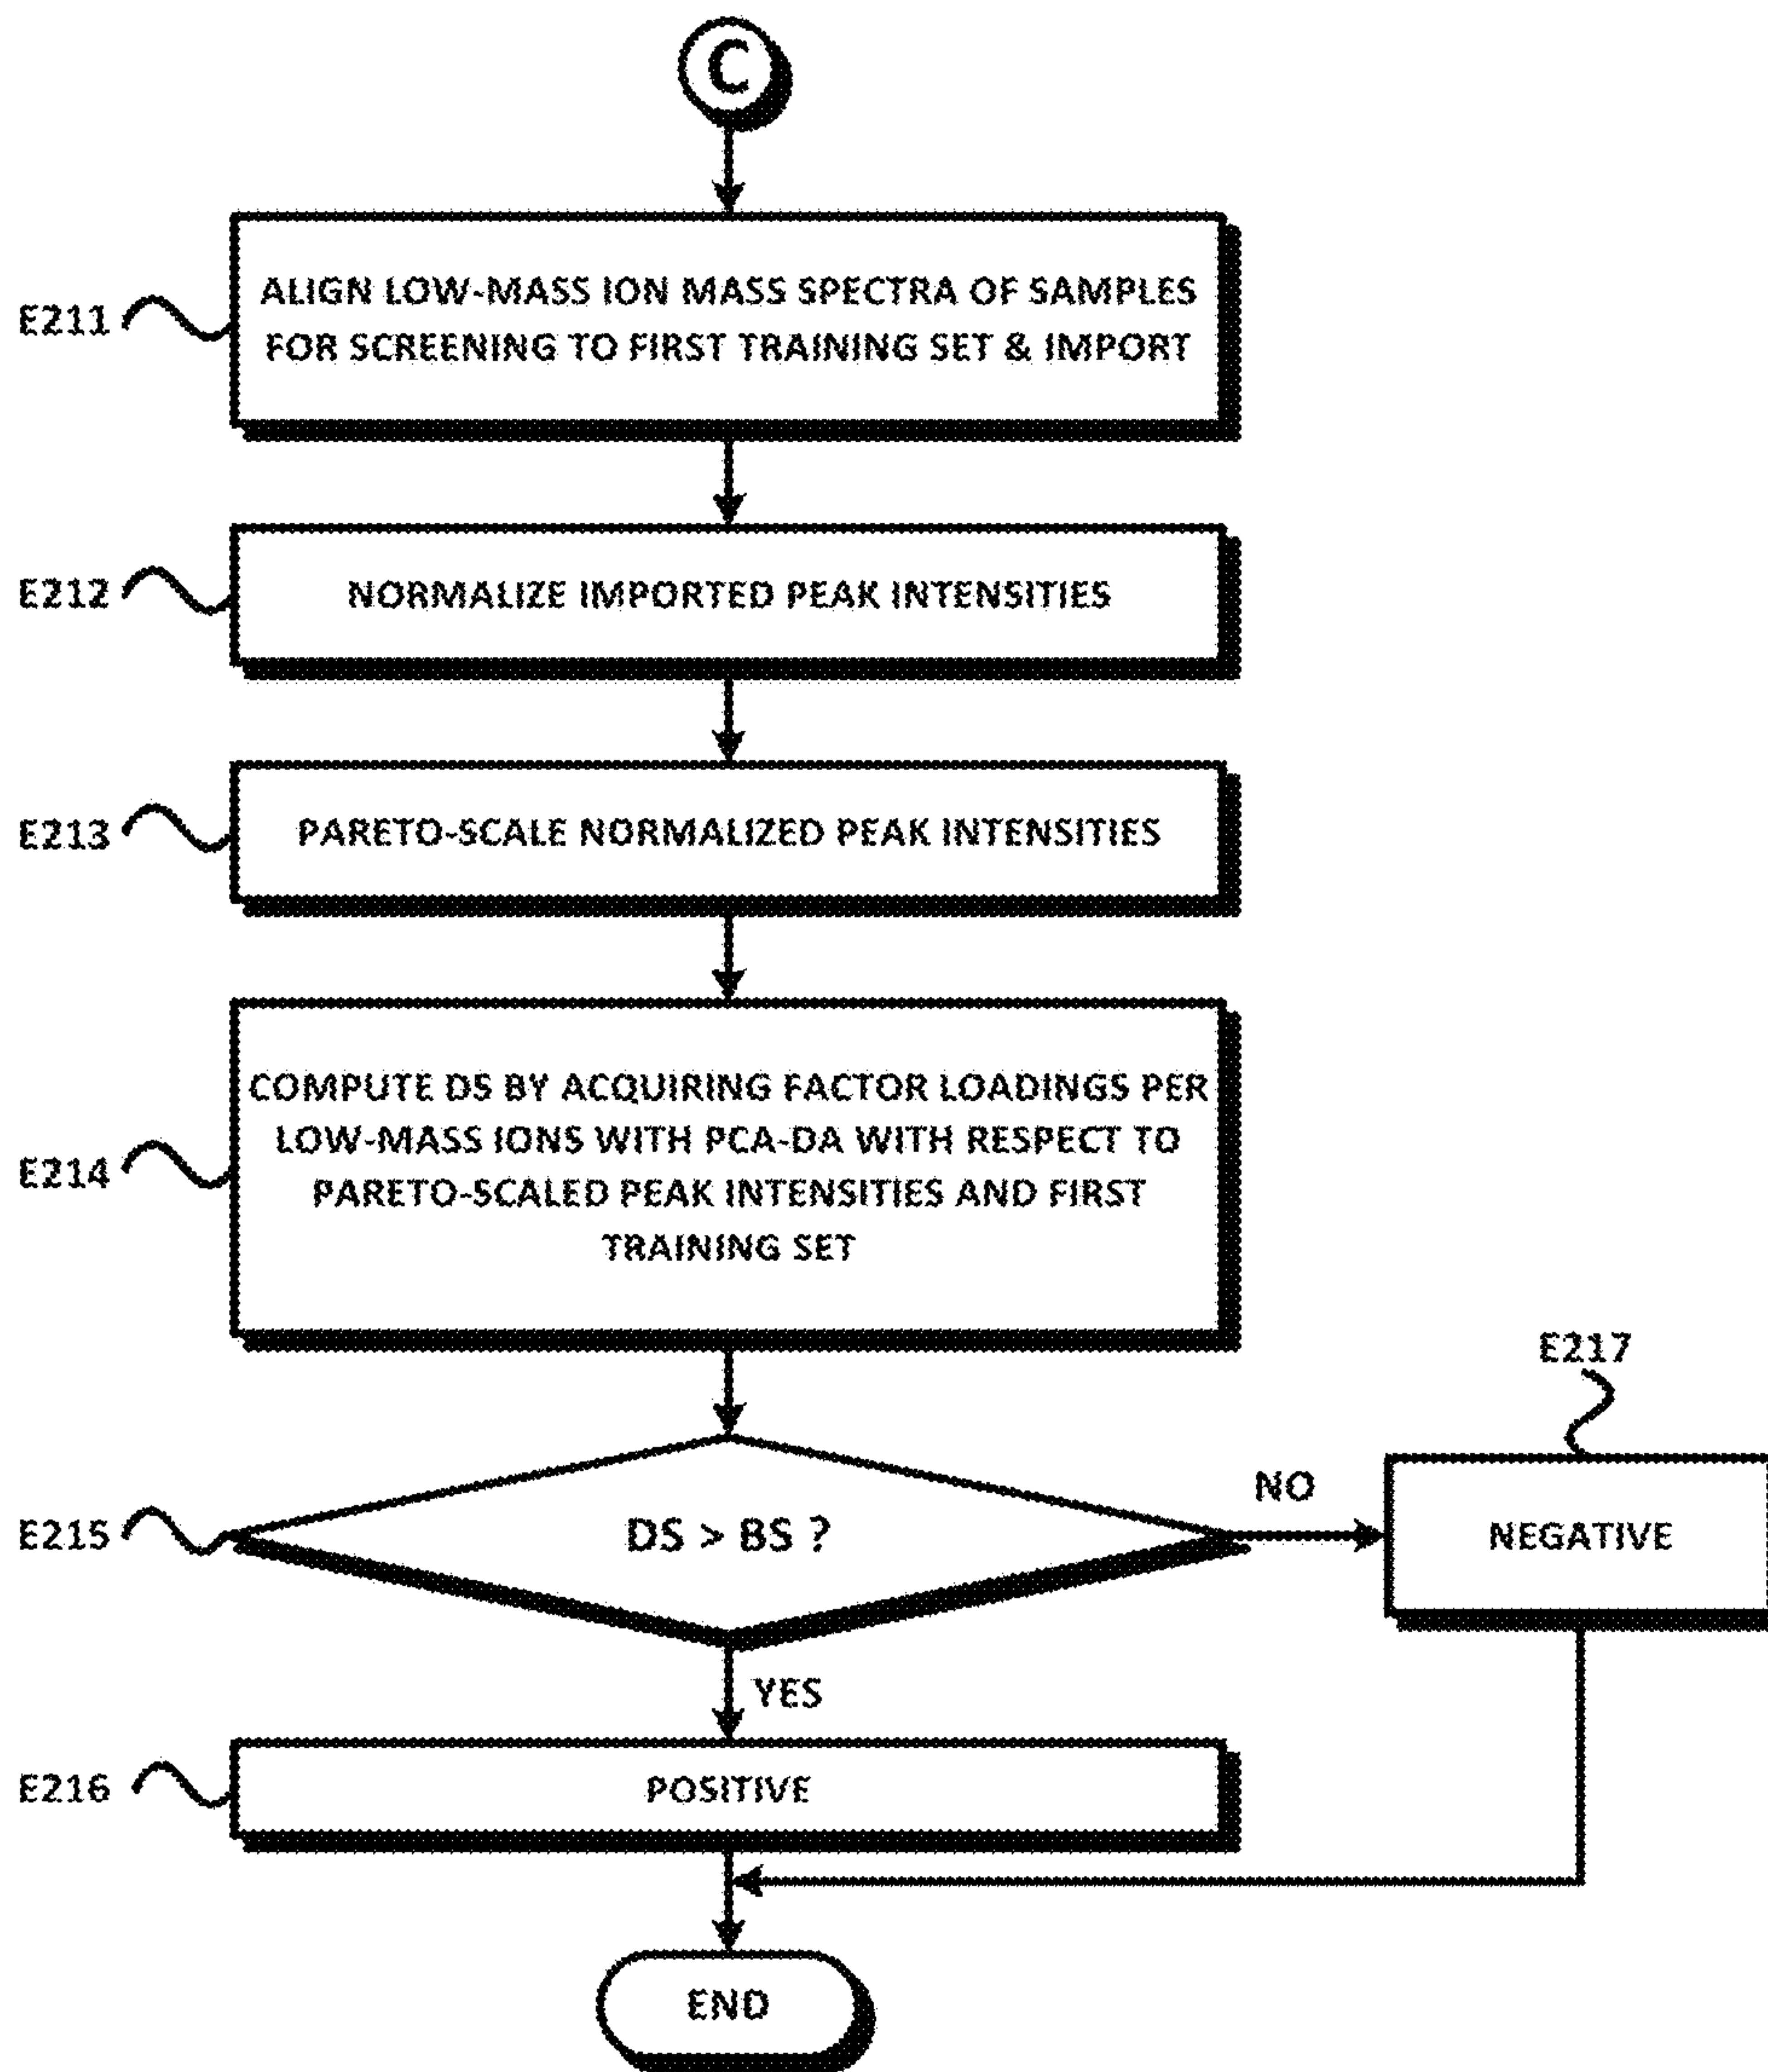 C
E211
ALIGN LOW-MASS ION MASS SPECTRA OF SAMPLES
FOR SCREENING TO FIRST TRAINING SET & IMPORT
E212
NORMALIZE IMPORTED PEAK INTENSITIES
E213
PARETO-SCALE NORMALIZED PEAK INTENSITIES
E214
COMPUTE DS BY ACQUIRING FACTOR LOADINGS PER
LOW-MASS IONS WITH PCA-DA WITH RESPECT TO
PARETO-SCALED PEAK INTENSITIES AND FIRST
TRAINING SET
E215
DS > BS ?
NO
E217
NEGATIVE
YES
E216
POSITIVE
END